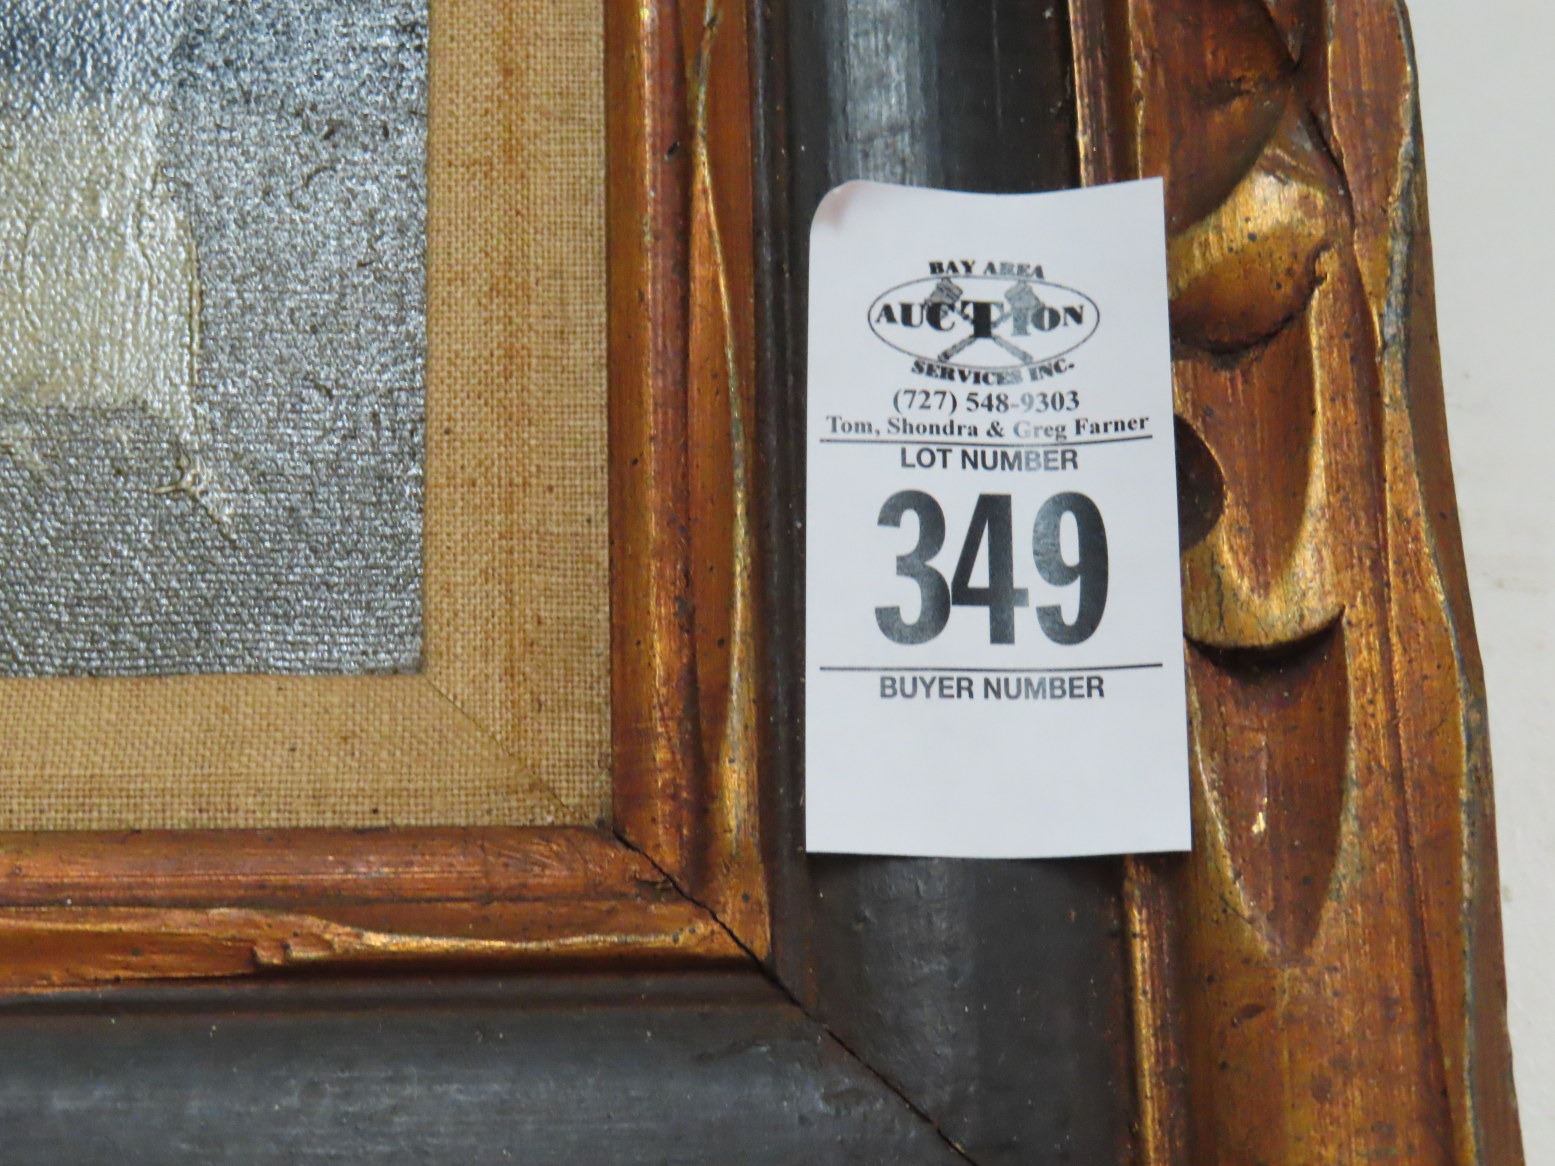 BAY AREA
AUCTION
SERVICES INC.
(727) 548-9303
Tom, Shondra & Greg Farner
LOT NUMBER
349
BUYER NUMBER